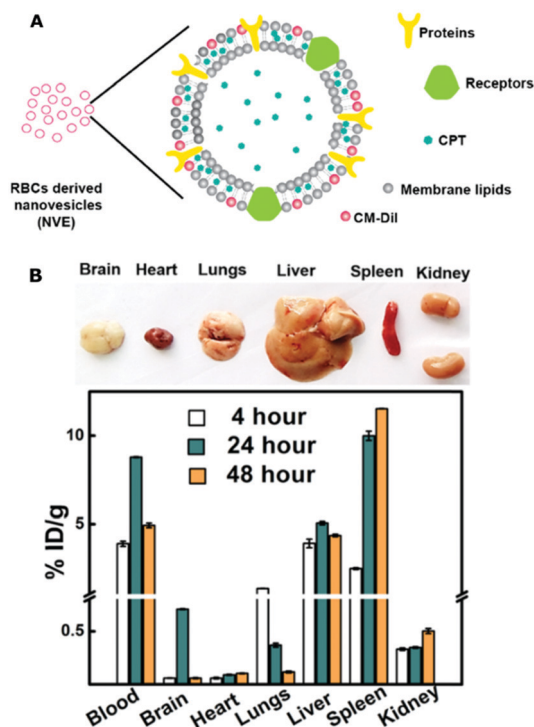 A
Proteins
Receptors
CPT
Membrane lipids
CM-Dil
RBCs derived
nanovesicles
(NVE)
B
Brain Heart Lungs Liver Spleen Kidney
4 hour
24 hour
48 hour
% ID/g
10
5
0.5
Blood Brain Heart Lungs Liver Spleen Kidney